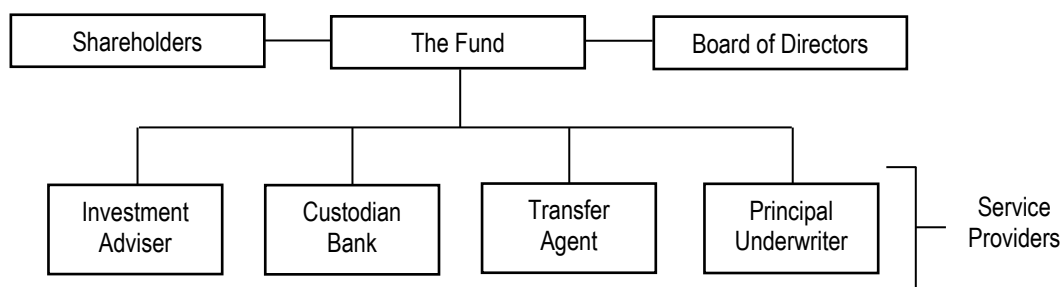 Shareholders
The Fund
Board of Directors
Investment
Adviser
Custodian
Bank
Transfer
Agent
Principal
Underwriter
Service
Providers